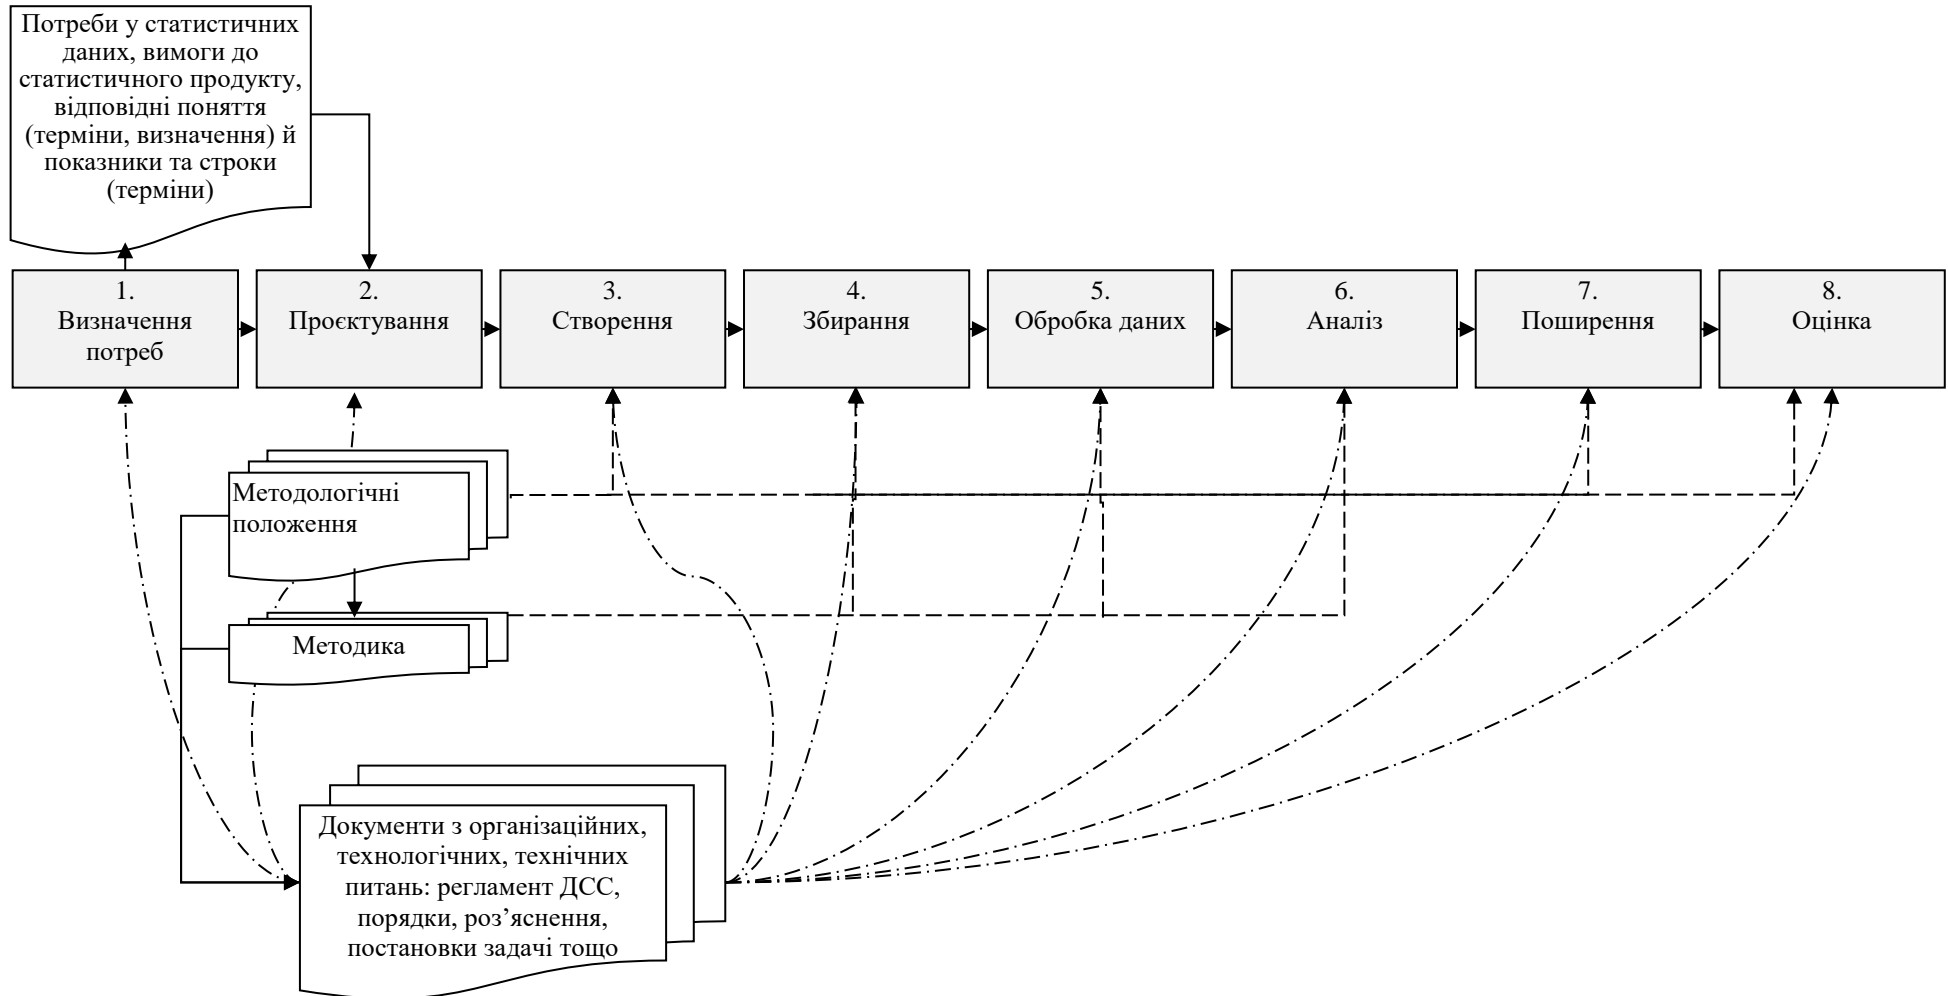 Потреби у статистичних
даних, вимоги до
статистичного продукту,
відповідні поняття
(терміни, визначення) й
показники та строки
(терміни)
1.
Визначення
потреб
2.
Проєктування
3.
Створення
4.
Збирання
5.
Обробка даних
6.
Аналіз
7.
Поширення
8.
Оцінка
Методологічні
положення
Методика
Документи з організаційних,
технологічних, технічних
питань: регламент ДСС,
порядки, роз’яснення,
постановки задачі тощо